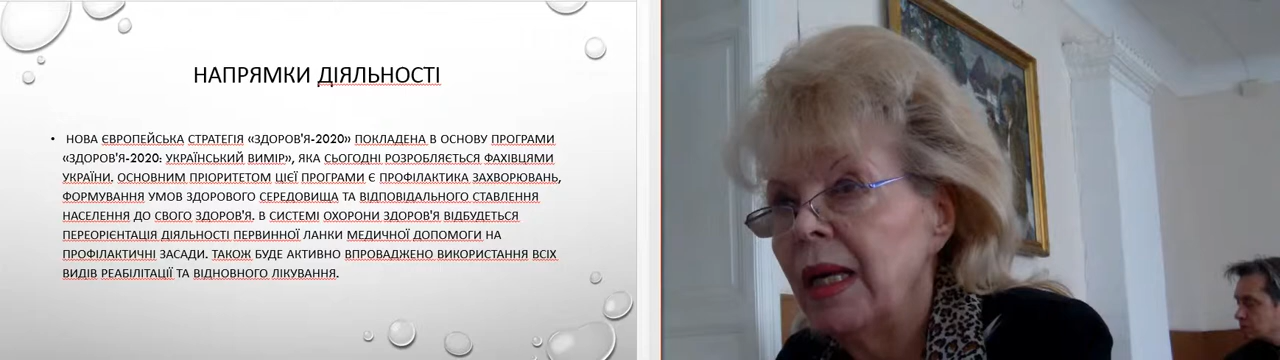 НАПРЯМКИ ДІЯЛЬНОСТІ
• НОВА ЄВРОПЕЙСЬКА СТРАТЕГІЯ «ЗДОРОВ'Я-2020» ПОКЛАДЕНА В ОСНОВУ ПРОГРАМИ
«ЗДОРОВ'Я-2020: УКРАЇНСЬКИЙ ВИМІР», ЯКА СЬОГОДНІ РОЗРОБЛЯЄТЬСЯ ФАХІВЦЯМИ
УКРАЇНИ. ОСНОВНИМ ПРІОРИТЕТОМ ЦІЄЇ ПРОГРАМИ Є ПРОФІЛАКТИКА ЗАХВОРЮВАНЬ,
ФОРМУВАННЯ УМОВ ЗДОРОВОГО СЕРЕДОВИЩА ТА ВІДПОВІДАЛЬНОГО СТАВЛЕННЯ
НАСЕЛЕННЯ ДО СВОГО ЗДОРОВ'Я. В СИСТЕМІ ОХОРОНИ ЗДОРОВ'Я ВІДБУДЕТЬСЯ
ПЕРЕОРІЄНТАЦІЯ ДІЯЛЬНОСТІ ПЕРВИННОЇ ЛАНКИ МЕДИЧНОЇ ДОПОМОГИ НА
ПРОФІЛАКТИЧНІ ЗАСАДИ. ТАКОЖ БУДЕ АКТИВНО ВПРОВАДЖЕНО ВИКОРИСТАННЯ ВСІХ
ВИДІВ РЕАБІЛІТАЦІЇ ТА ВІДНОВНОГО ЛІКУВАННЯ.